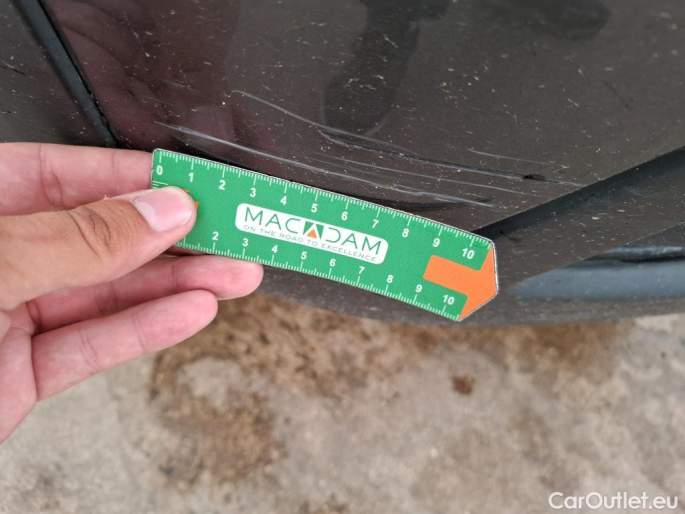 0 1 2 3 4 5 6 7 8 9 10
MACADAM
ON THE ROAD TO EXCELLENCE
2 3 4 5 6 7 8 9 10
CarOutlet.eu